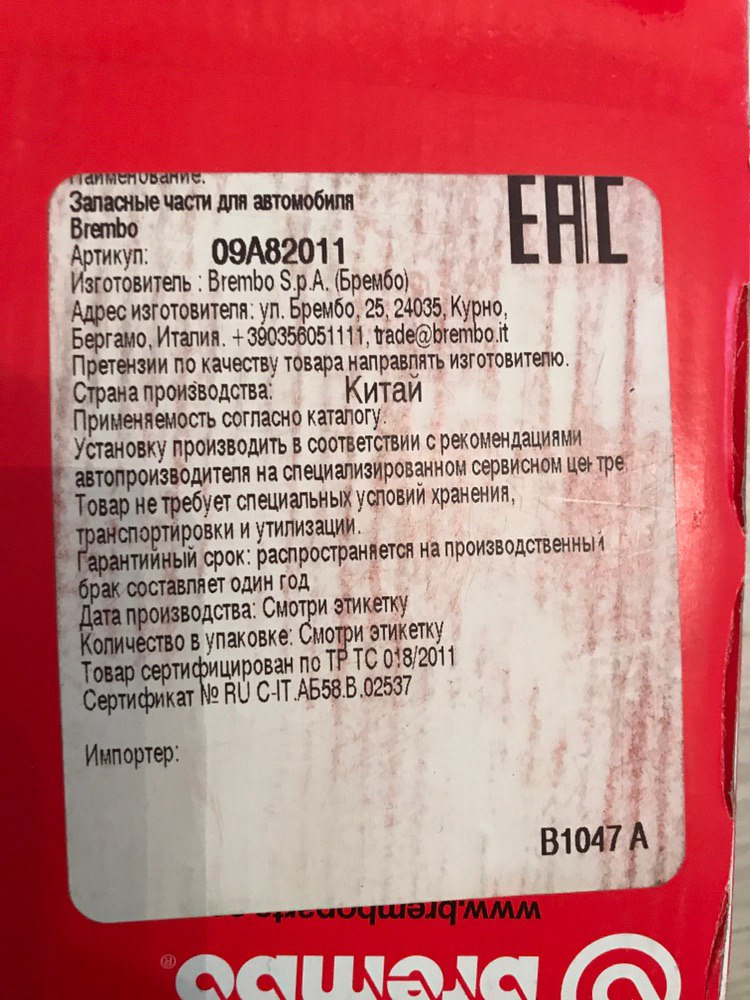 Наименование:
Запасные части для автомобиля
Brembo
EAC
Артикул: 09A82011
Изготовитель : Brembo S.p.A. (Брембо)
Адрес изготовителя: ул. Брембо, 25, 24035, Курно,
Бергамо, Италия. +390356051111, trade@brembo.it
Претензии по качеству товара направлять изготовителю.
Страна производства: Китай
Применяемость согласно каталогу.
Установку производить в соответствии с рекомендациями
автопроизводителя на специализированном сервисном центре.
Товар не требует специальных условий хранения,
транспортировки и утилизации.
Гарантийный срок: распространяется на производственный
брак составляет один год
Дата производства: Смотри этикетку
Количество в упаковке: Смотри этикетку
Товар сертифицирован по ТР ТС 018/2011
Сертификат № RU C-IT.АБ58.В.02537
Импортер:
B1047 A
www.bremboparts.
brembo®